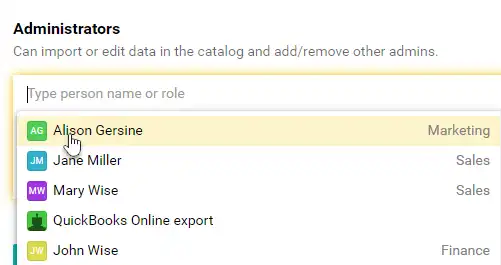 Administrators
Can import or edit data in the catalog and add/remove other admins.
Type person name or role
AG Alison Gersine Marketing
JM Jane Miller Sales
MW Mary Wise Sales
QuickBooks Online export
JW John Wise Finance